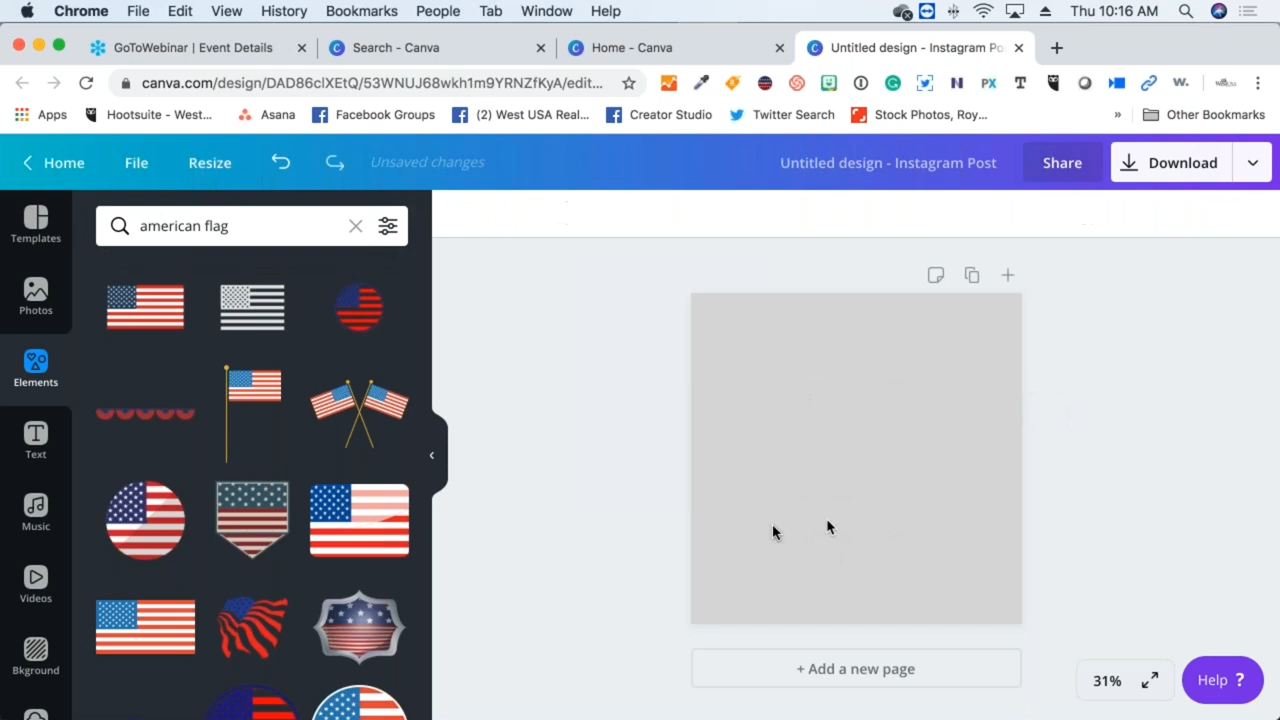 Chrome File Edit View History Bookmarks People Tab Window Help Thu 10:16 AM
GoToWebinar | Event Details Search - Canva Home - Canva Untitled design - Instagram Po
canva.com/design/DAD86clXEtQ/53WNUJ68wkh1m9YRNZfKyA/edit...
Apps Hootsuite - West... Asana Facebook Groups (2) West USA Real... Creator Studio Twitter Search Stock Photos, Roy... » Other Bookmarks
Home File Resize Unsaved changes Untitled design - Instagram Post Share Download
Templates
american flag
Photos
Elements
Text
Music
Videos
Bkground
+ Add a new page
31%
Help ?